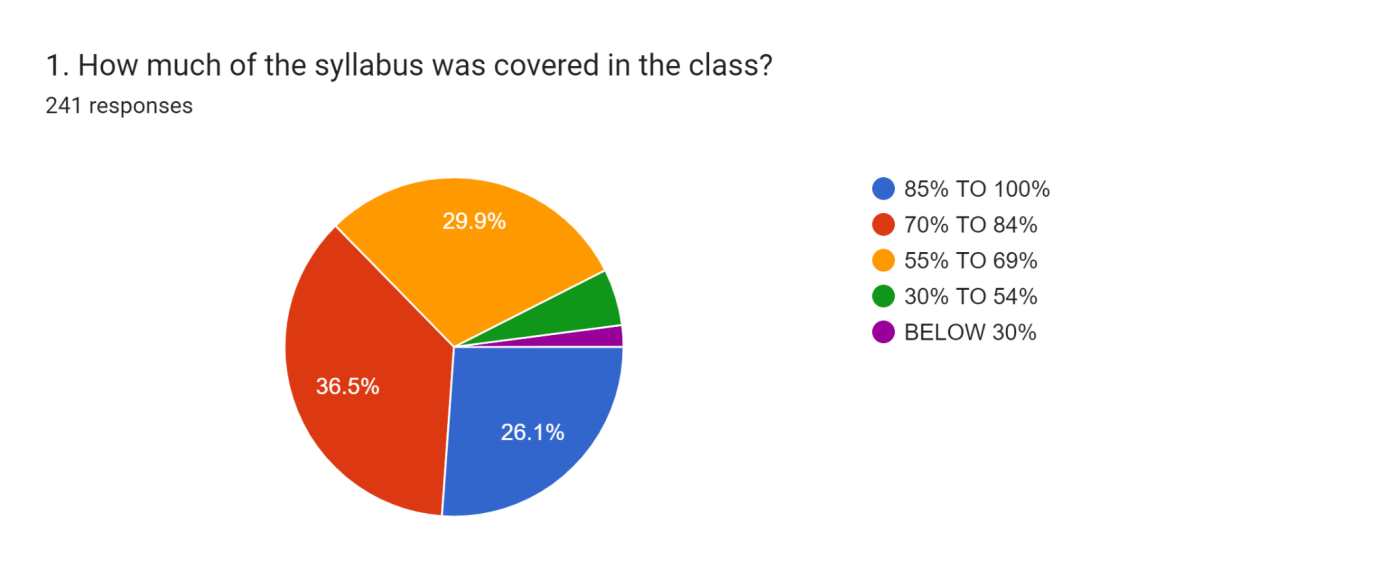 1. How much of the syllabus was covered in the class?
241 responses
29.9%
36.5%
26.1%
85% TO 100%
70% TO 84%
55% TO 69%
30% TO 54%
BELOW 30%